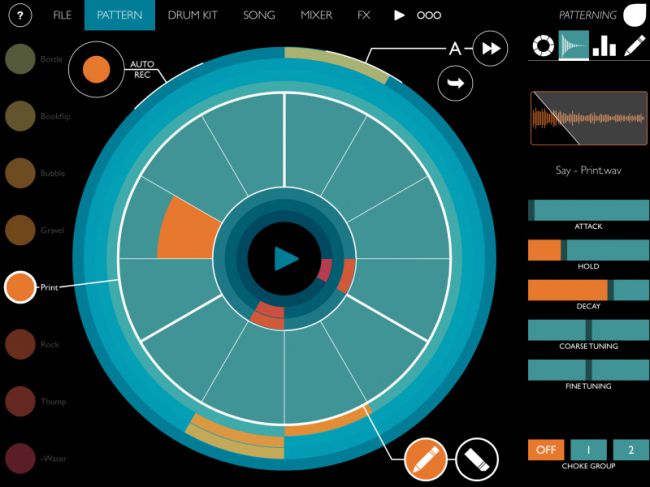 ?
FILE
PATTERN
DRUM KIT
SONG
MIXER
FX
PATTERNING
AUTO
REC
A
Bottle
Bookflip
Bubble
Gravel
Print
Rock
Thump
-Water
Say - Print.wav
ATTACK
HOLD
DECAY
COARSE TUNING
FINE TUNING
OFF 1 2
CHOKE GROUP